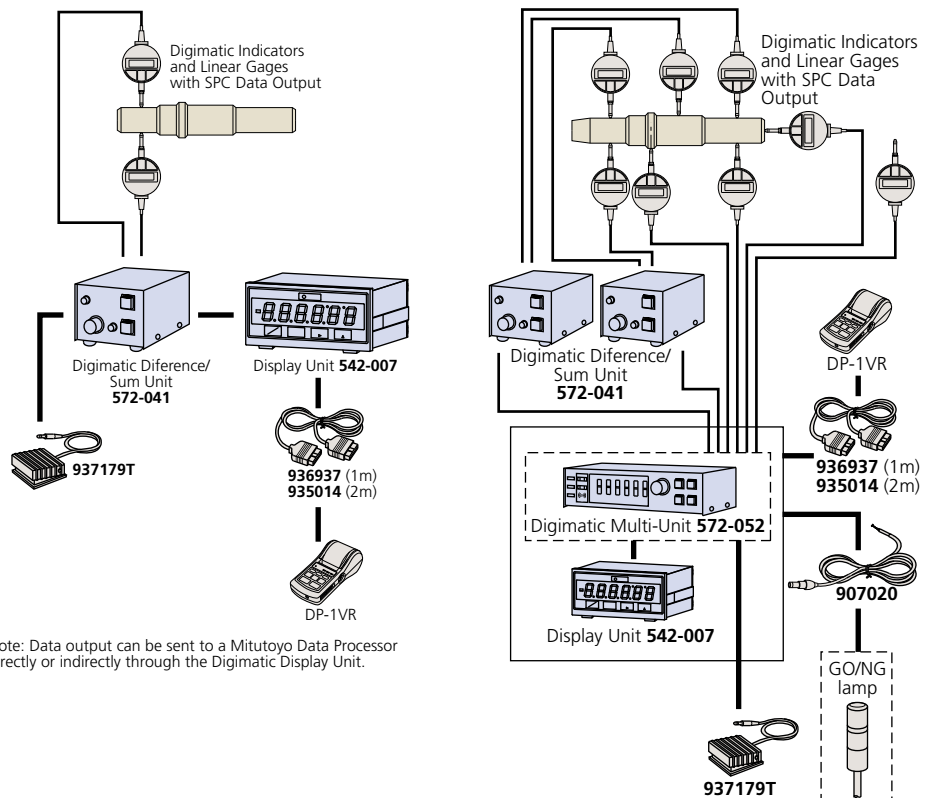 Digimatic Indicators
and Linear Gages
with SPC Data Output
Digimatic Diference/
Sum Unit
572-041
Display Unit 542-007
937179T
936937 (1m)
935014 (2m)
DP-1VR
ote: Data output can be sent to a Mitutoyo Data Processor
rectly or indirectly through the Digimatic Display Unit.
Digimatic Indicators
and Linear Gages
with SPC Data
Output
Digimatic Diference/
Sum Unit
572-041
DP-1VR
936937 (1m)
935014 (2m)
Digimatic Multi-Unit 572-052
907020
Display Unit 542-007
GO/NG
lamp
937179T